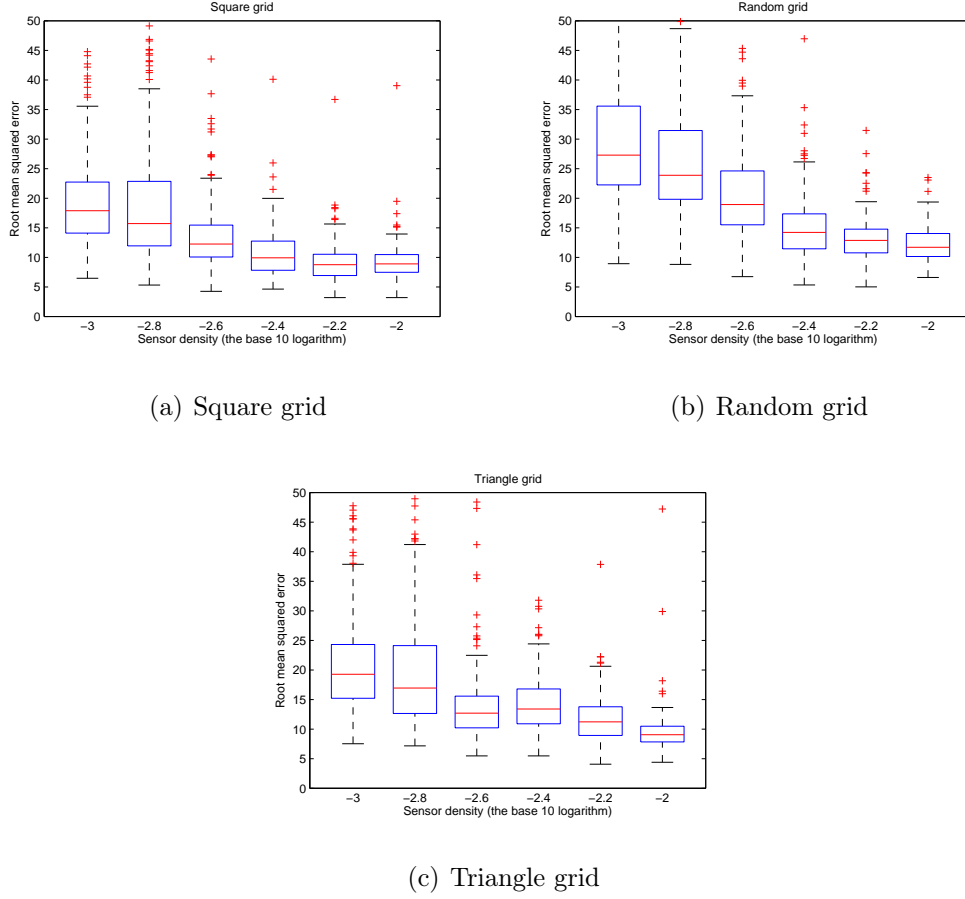 Square grid
50
45
40
35
30
25
20
15
10
5
0
Root mean squared error
−3 −2.8 −2.6 −2.4 −2.2 −2
Sensor density (the base 10 logarithm)
(a) Square grid
Random grid
50
45
40
35
30
25
20
15
10
5
0
Root mean squared error
−3 −2.8 −2.6 −2.4 −2.2 −2
Sensor density (the base 10 logarithm)
(b) Random grid
Triangle grid
50
45
40
35
30
25
20
15
10
5
0
Root mean squared error
−3 −2.8 −2.6 −2.4 −2.2 −2
Sensor density (the base 10 logarithm)
(c) Triangle grid